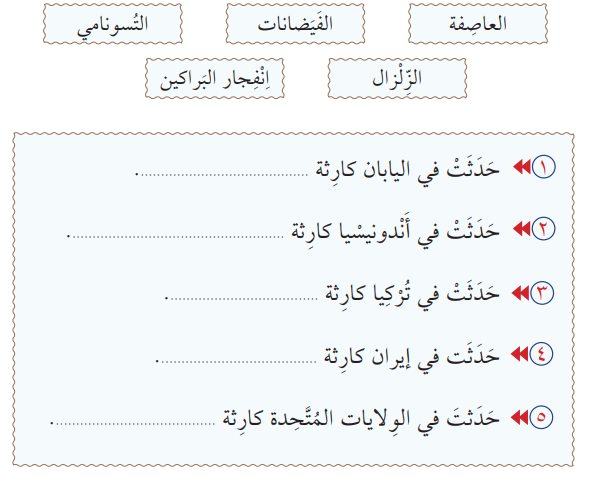 العاصِفة
الفَيَضانات
التُسونامي
الزِّلْزال
اِنْفِجار البَراكين
١ حَدَثَتْ في اليابان كارِثة ............................................
٢ حَدَثَتْ في أَنْدونيسْيا كارِثة ............................................
٣ حَدَثَتْ في تُرْكِيا كارِثة ............................................
٤ حَدَثَت في إيران كارِثة ............................................
٥ حَدَثتَ في الوِلايات المُتَّحِدة كارِثة ............................................